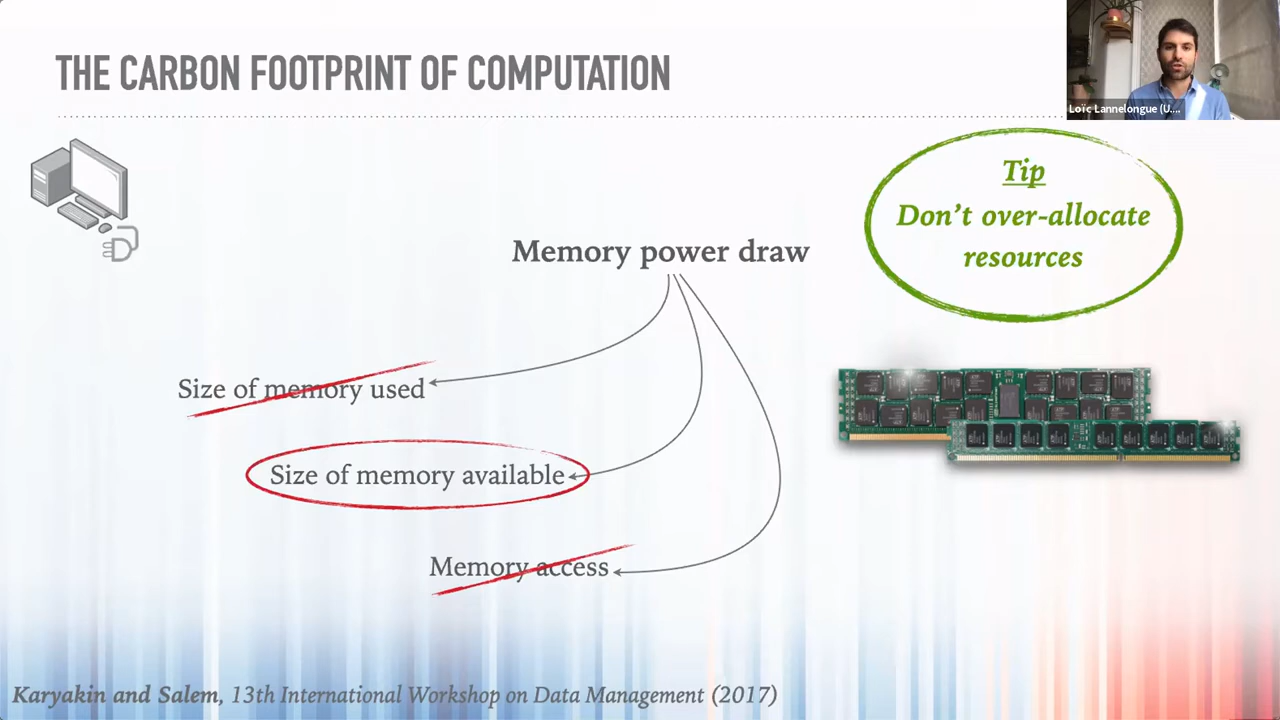 THE CARBON FOOTPRINT OF COMPUTATION
Loïc Lannelongue (U....
Tip
Don't over-allocate
resources
Memory power draw
Size of memory used
Size of memory available
Memory access
Karyakin and Salem, 13th International Workshop on Data Management (2017)